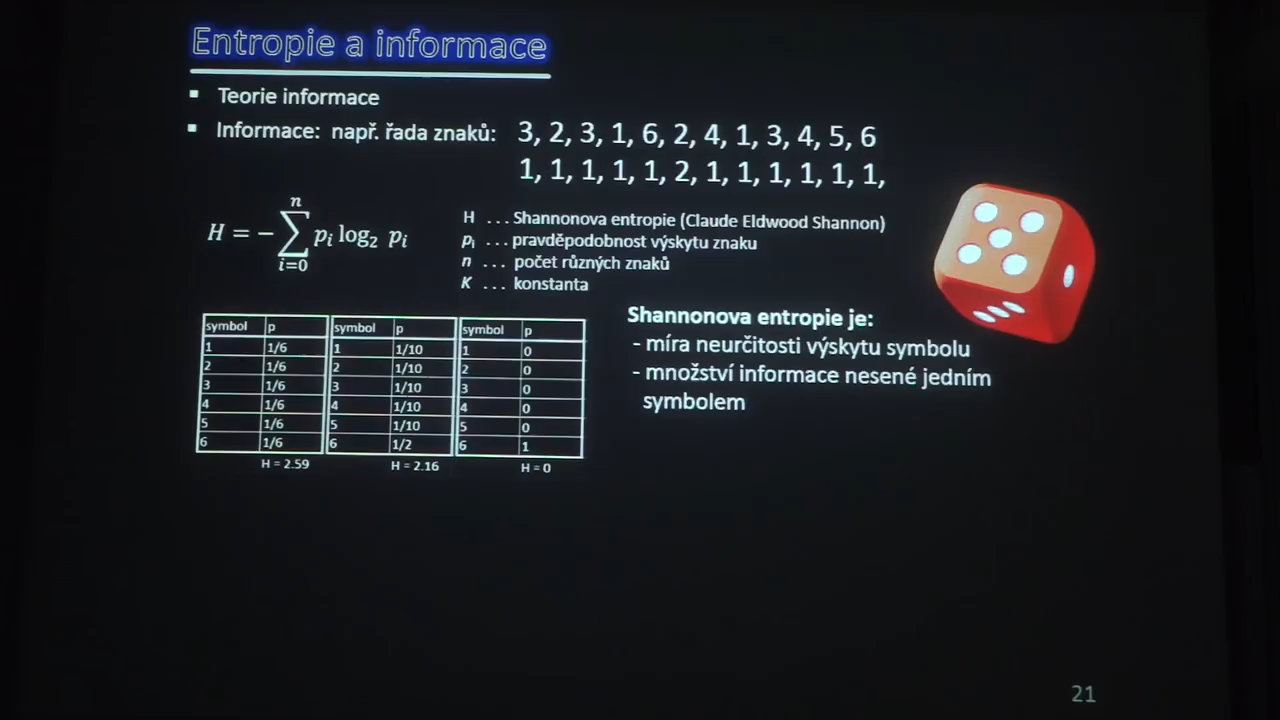 Entropie a informace
▪ Teorie informace
▪ Informace: např. řada znaků: 3, 2, 3, 1, 6, 2, 4, 1, 3, 4, 5, 6
1, 1, 1, 1, 1, 2, 1, 1, 1, 1, 1, 1,
H = -∑_{i=0}^{n} p_i log_2 p_i
H ... Shannonova entropie (Claude Eldwood Shannon)
p_i ... pravděpodobnost výskytu znaku
n ... počet různých znaků
K ... konstanta
symbol p symbol p symbol p
1 1/6 1 1/10 1 0
2 1/6 2 1/10 2 0
3 1/6 3 1/10 3 0
4 1/6 4 1/10 4 0
5 1/6 5 1/10 5 0
6 1/6 6 1/2 6 1
H = 2.59 H = 2.16 H = 0
Shannonova entropie je:
- míra neurčitosti výskytu symbolu
- množství informace nesené jedním
symbolem
21